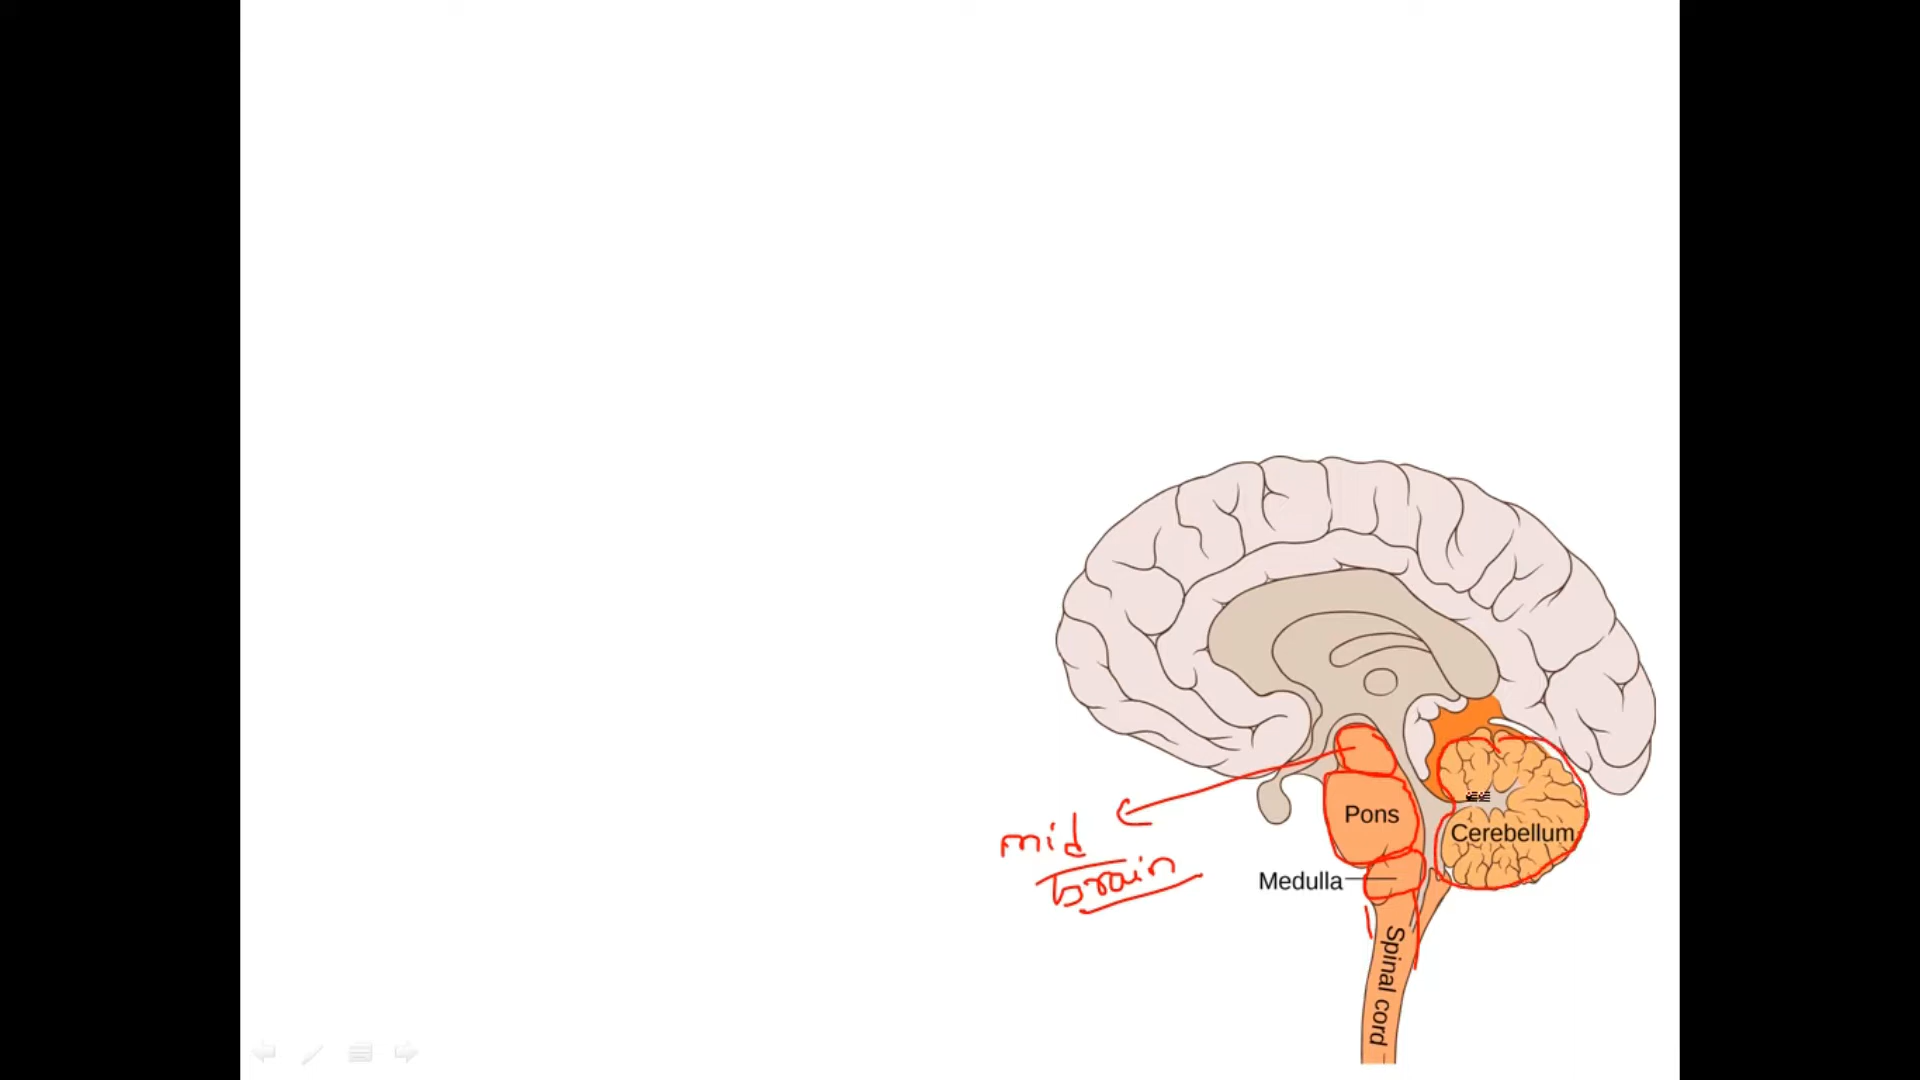 Pons
Cerebellum
mid
brain
Medulla
Spinal cord